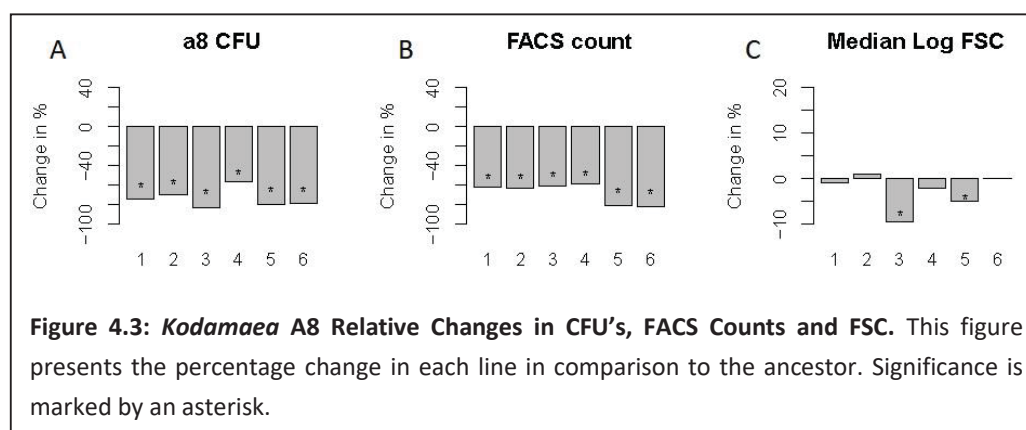 A a8 CFU B FACS count C Median Log FSC
Change in % 40 0 −40 −100 Change in % 40 0 −40 −100 Change in % 20 10 0 −10
* * * * * * * * * * * * * *
1 2 3 4 5 6 1 2 3 4 5 6 1 2 3 4 5 6
Figure 4.3: Kodamaea A8 Relative Changes in CFU's, FACS Counts and FSC. This figure
presents the percentage change in each line in comparison to the ancestor. Significance is
marked by an asterisk.